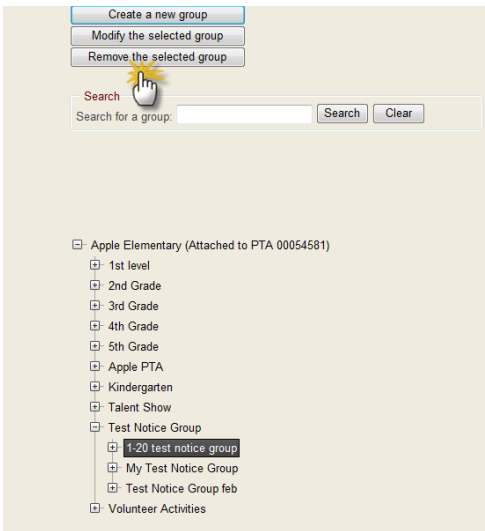 Create a new group
Modify the selected group
Remove the selected group
Search
Search for a group:  Search  Clear
Apple Elementary (Attached to PTA 00054581)
1st level
2nd Grade
3rd Grade
4th Grade
5th Grade
Apple PTA
Kindergarten
Talent Show
Test Notice Group
1-20 test notice group
My Test Notice Group
Test Notice Group feb
Volunteer Activities